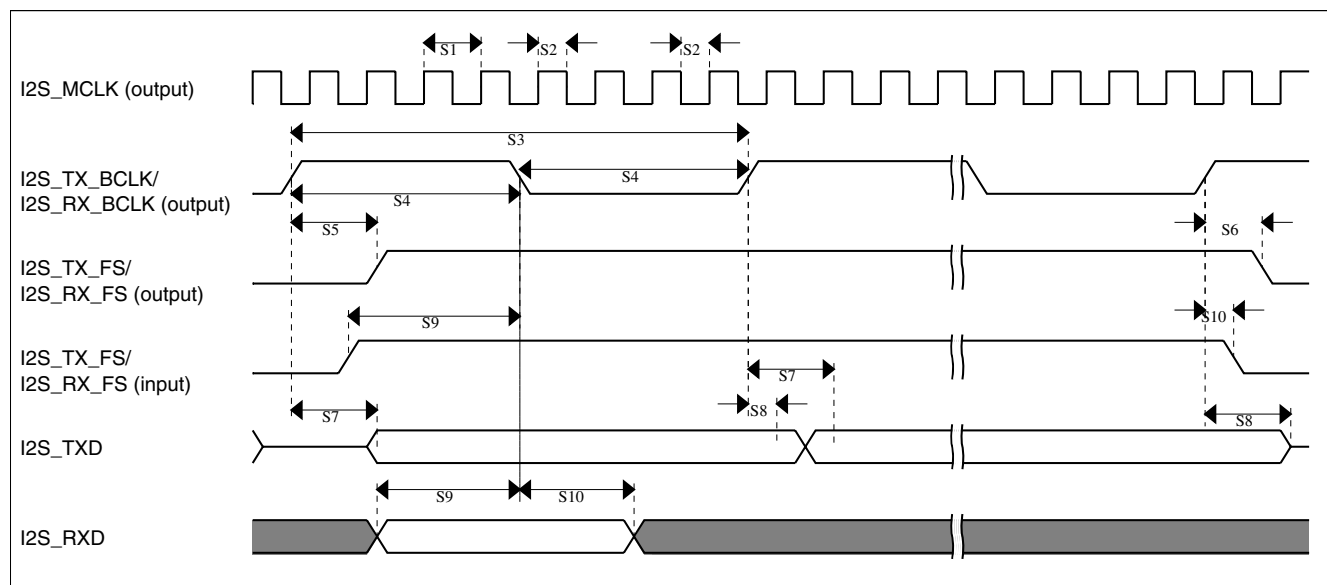 S1
S2
S2
I2S_MCLK (output)
S3
I2S_TX_BCLK/
I2S_RX_BCLK (output)
S4
S4
S5
S6
I2S_TX_FS/
I2S_RX_FS (output)
S9
S10
I2S_TX_FS/
I2S_RX_FS (input)
S7
S7
S8
S8
I2S_TXD
S9
S10
I2S_RXD